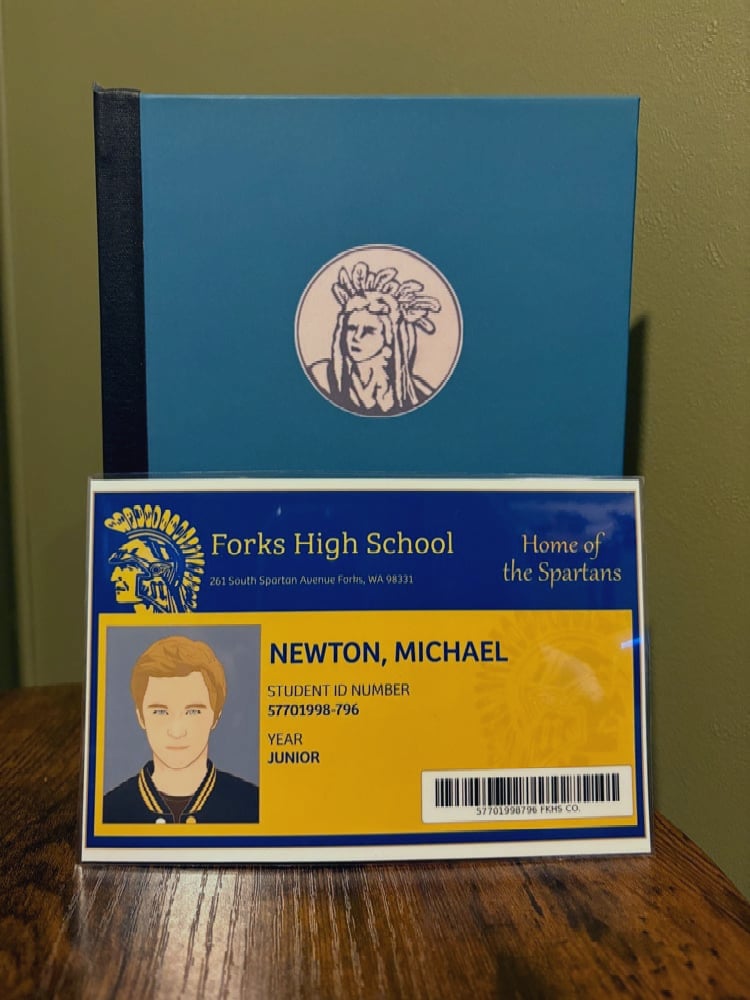 Forks High School
261 South Spartan Avenue Forks, WA 98331
Home of
the Spartans
NEWTON, MICHAEL
STUDENT ID NUMBER
57701998-796
YEAR
JUNIOR
57701998796 FKHS CO.